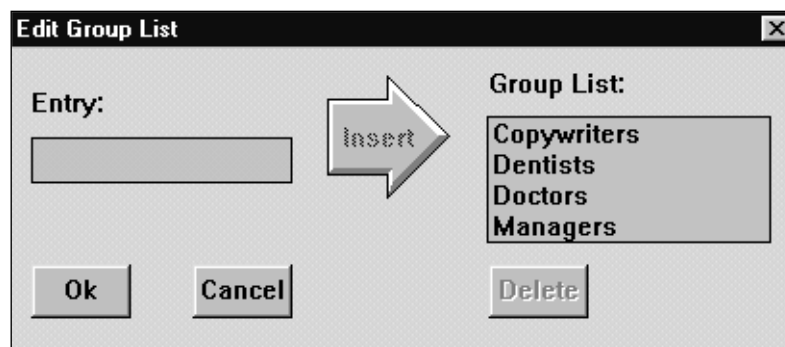 Edit Group List
Entry:
Insert
Group List:
Copywriters
Dentists
Doctors
Managers
Ok
Cancel
Delete